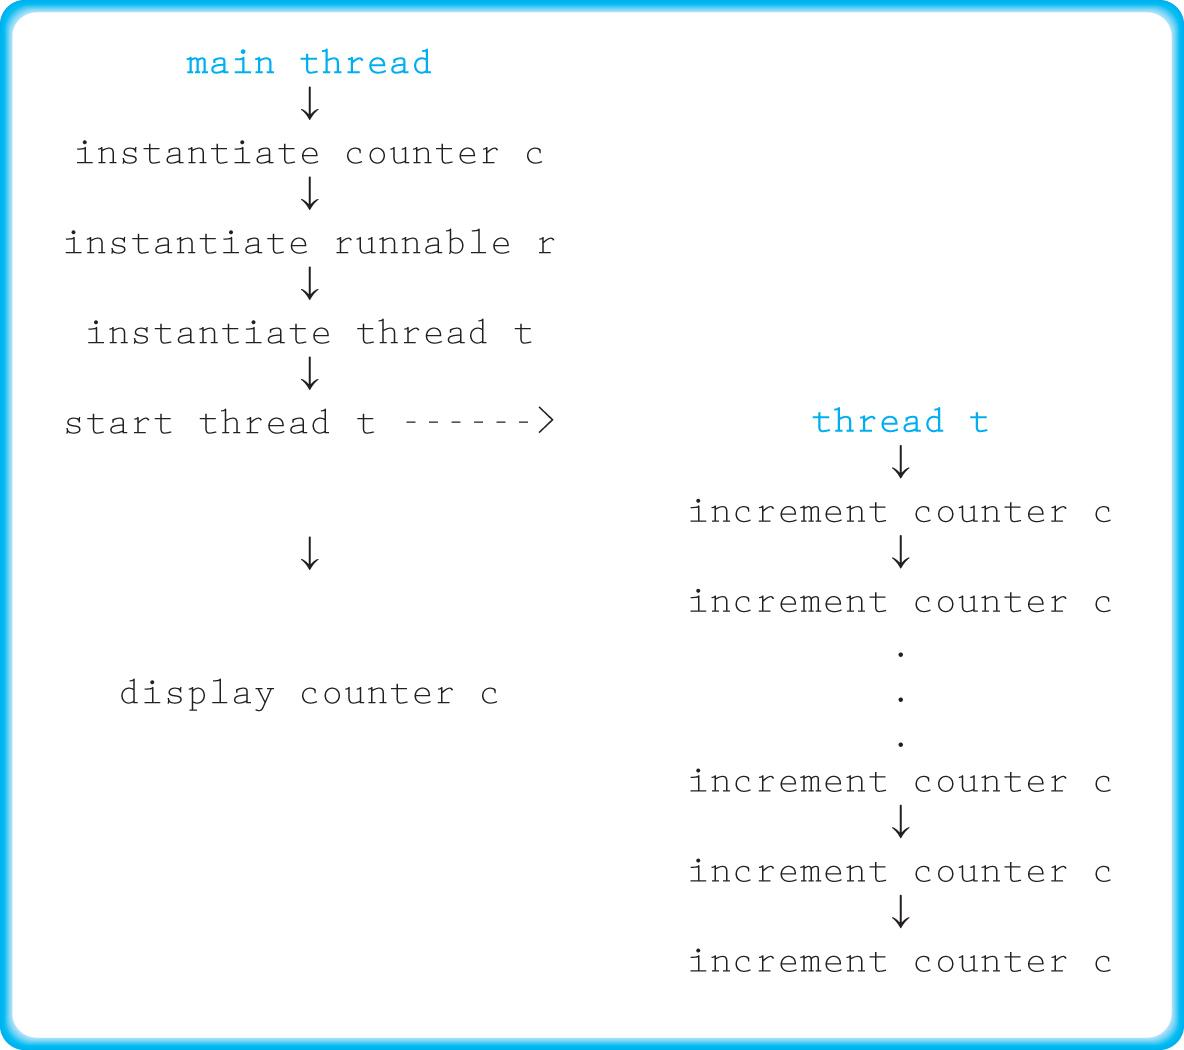 main thread
↓
instantiate counter c
↓
instantiate runnable r
↓
instantiate thread t
↓
start thread t ------>
↓
display counter c
thread t
↓
increment counter c
↓
increment counter c
.
.
.
increment counter c
↓
increment counter c
↓
increment counter c